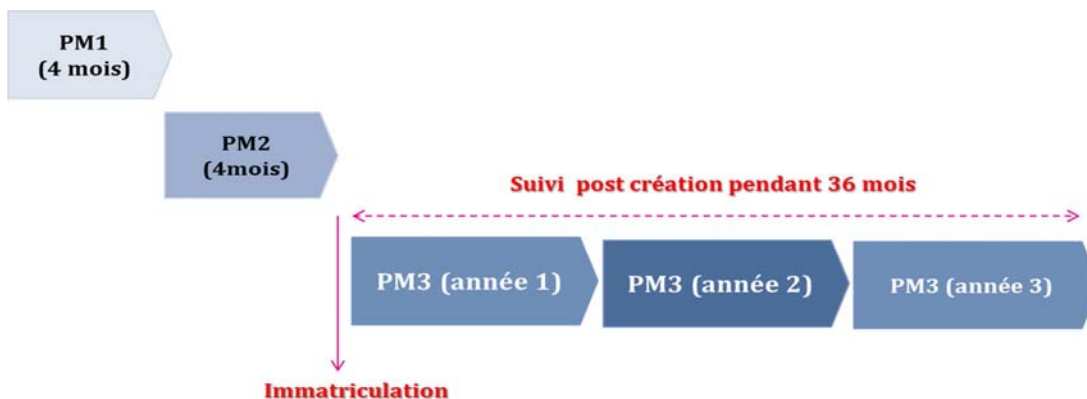 PM1
(4 mois)
PM2
(4mois)
Suivi post création pendant 36 mois
PM3 (année 1)
PM3 (année 2)
PM3 (année 3)
Immatriculation